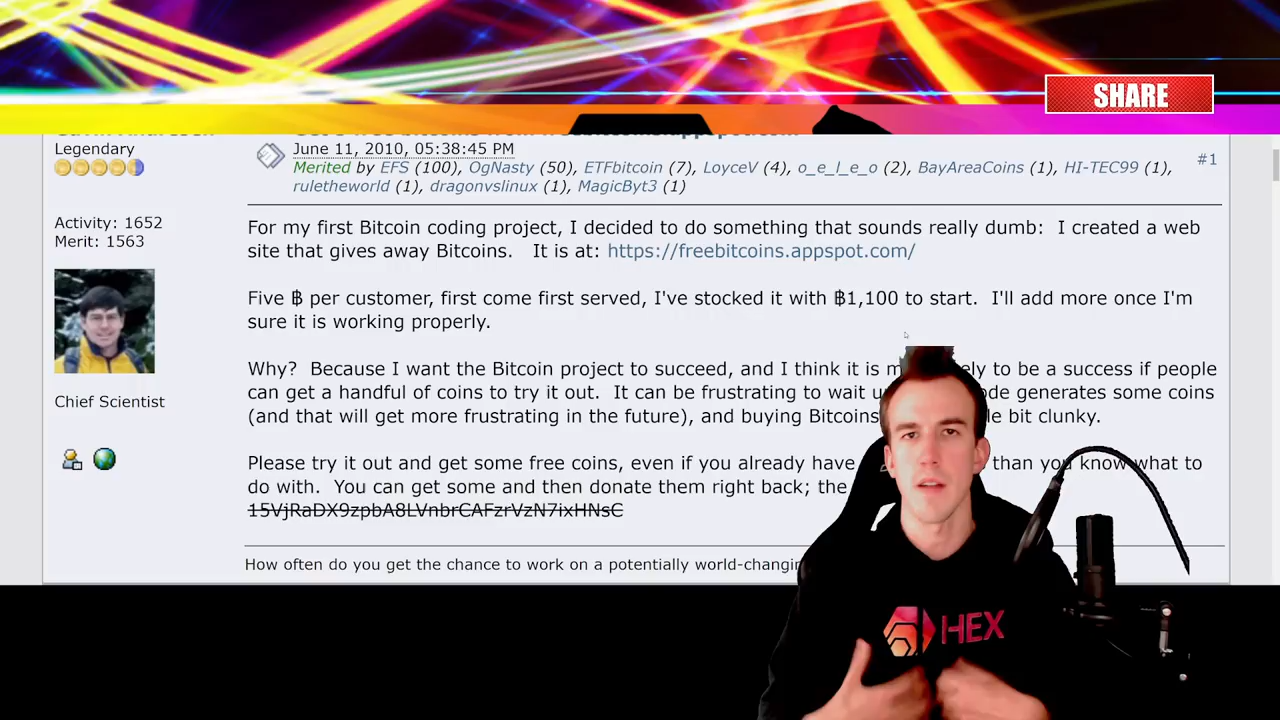 SHARE
Legendary
June 11, 2010, 05:38:45 PM
#1
Merited by EFS (100), OgNasty (50), ETFbitcoin (7), LoyceV (4), o_e_l_e_o (2), BayAreaCoins (1), HI-TEC99 (1),
ruletheworld (1), dragonvslinux (1), MagicByt3 (1)
Activity: 1652
Merit: 1563
For my first Bitcoin coding project, I decided to do something that sounds really dumb: I created a web
site that gives away Bitcoins. It is at: https://freebitcoins.appspot.com/
Five ฿ per customer, first come first served, I've stocked it with ฿1,100 to start. I'll add more once I'm
sure it is working properly.
Why? Because I want the Bitcoin project to succeed, and I think it is ely to be a success if people
can get a handful of coins to try it out. It can be frustrating to wait generates some coins
(and that will get more frustrating in the future), and buying Bitcoins bit clunky.
Chief Scientist
Please try it out and get some free coins, even if you already have than you know what to
do with. You can get some and then donate them right back; the
15VjRaDX9zpbA8LVnbrCAFzrVzN7ixHNsC
How often do you get the chance to work on a potentially world-changin
HEX